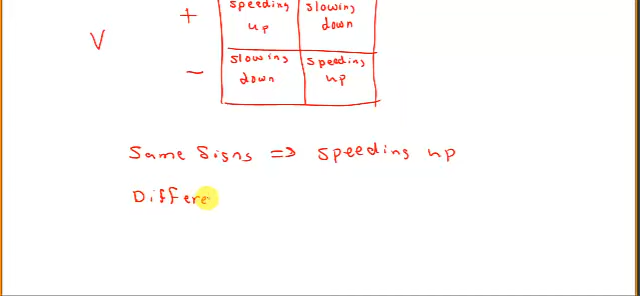 speeding slowing
+ up down
V
slowing speeding
- down up
Same Signs => Speeding up
Differe